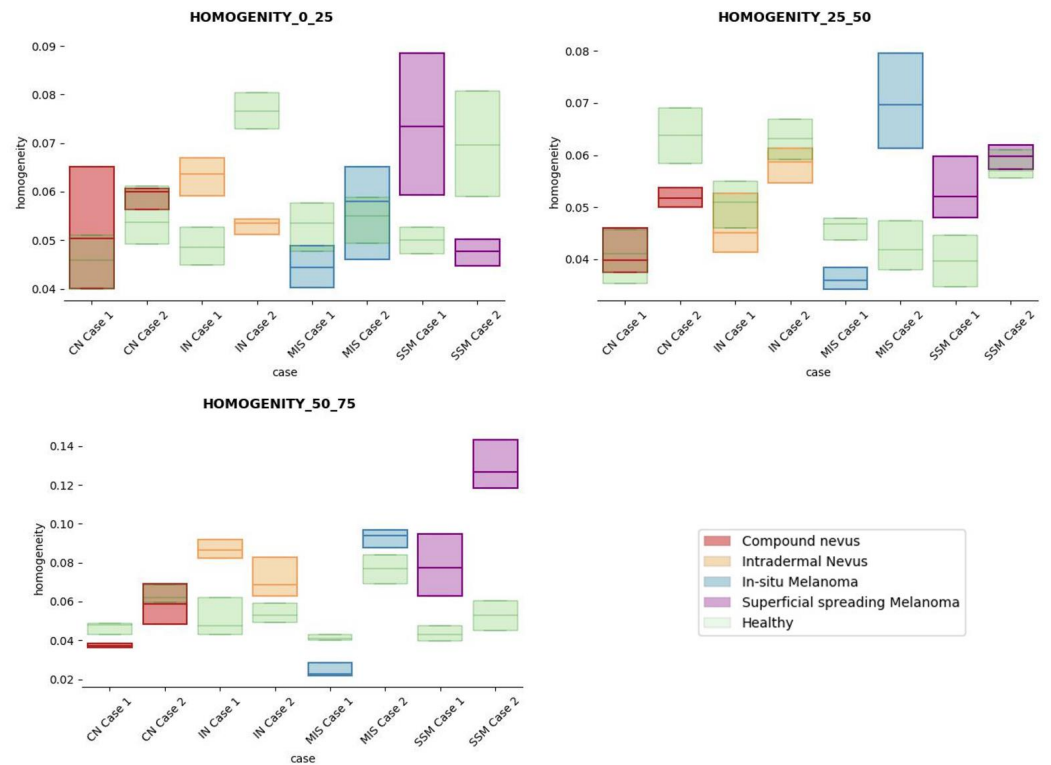 HOMOGENITY_0_25
homogeneity
0.09
0.08
0.07
0.06
0.05
0.04
CN Case 1
CN Case 2
IN Case 1
IN Case 2
MIS Case 1
MIS Case 2
SSM Case 1
SSM Case 2
case
HOMOGENITY_25_50
homogeneity
0.08
0.07
0.06
0.05
0.04
CN Case 1
CN Case 2
IN Case 1
IN Case 2
MIS Case 1
MIS Case 2
SSM Case 1
SSM Case 2
case
HOMOGENITY_50_75
homogeneity
0.14
0.12
0.10
0.08
0.06
0.04
0.02
CN Case 1
CN Case 2
IN Case 1
IN Case 2
MIS Case 1
MIS Case 2
SSM Case 1
SSM Case 2
case
Compound nevus
Intradermal Nevus
In-situ Melanoma
Superficial spreading Melanoma
Healthy